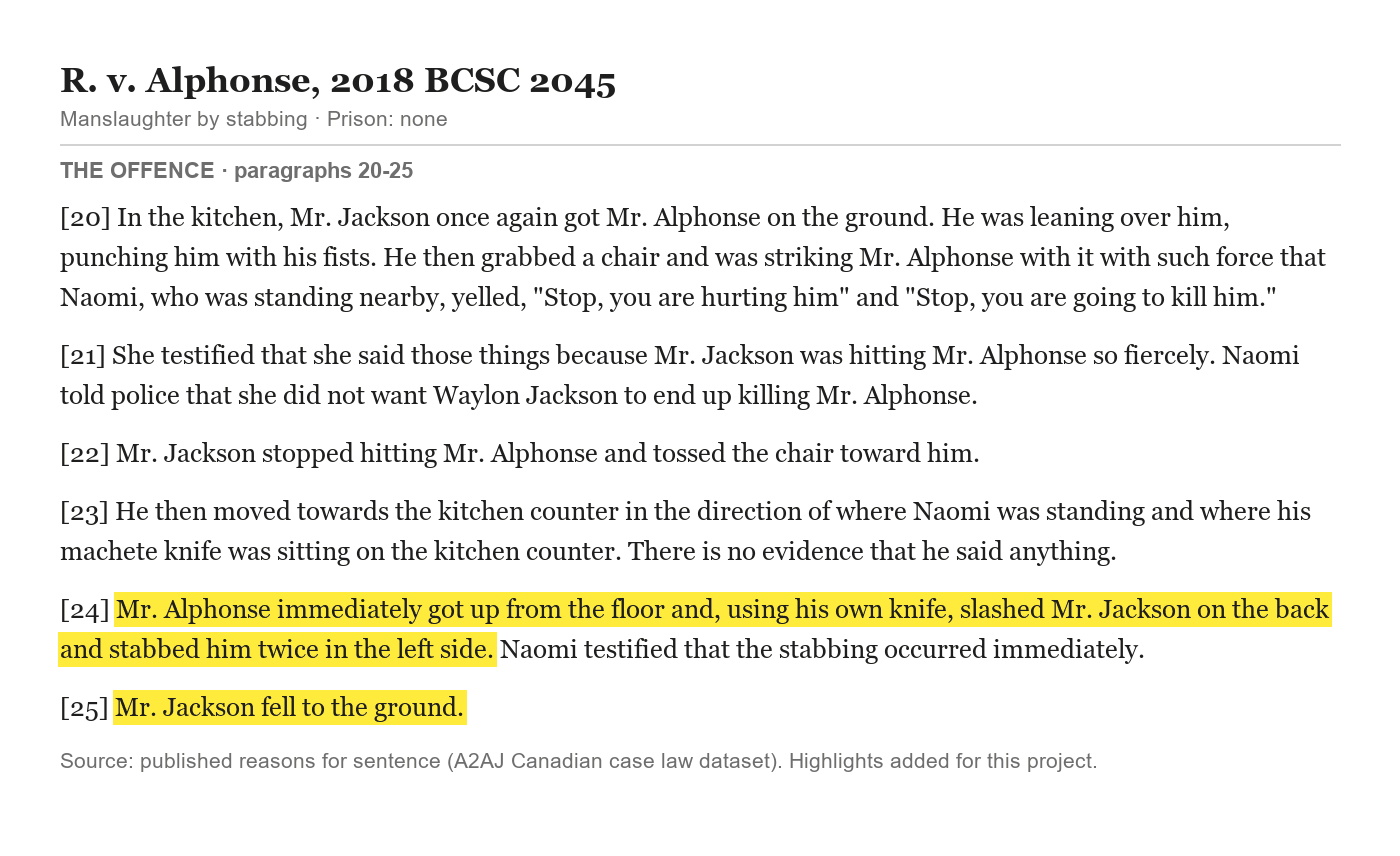 R. v. Alphonse, 2018 BCSC 2045
Manslaughter by stabbing · Prison: none
THE OFFENCE · paragraphs 20-25
[20] In the kitchen, Mr. Jackson once again got Mr. Alphonse on the ground. He was leaning over him,
punching him with his fists. He then grabbed a chair and was striking Mr. Alphonse with it with such force that
Naomi, who was standing nearby, yelled, "Stop, you are hurting him" and "Stop, you are going to kill him."
[21] She testified that she said those things because Mr. Jackson was hitting Mr. Alphonse so fiercely. Naomi
told police that she did not want Waylon Jackson to end up killing Mr. Alphonse.
[22] Mr. Jackson stopped hitting Mr. Alphonse and tossed the chair toward him.
[23] He then moved towards the kitchen counter in the direction of where Naomi was standing and where his
machete knife was sitting on the kitchen counter. There is no evidence that he said anything.
[24] Mr. Alphonse immediately got up from the floor and, using his own knife, slashed Mr. Jackson on the back
and stabbed him twice in the left side. Naomi testified that the stabbing occurred immediately.
[25] Mr. Jackson fell to the ground.
Source: published reasons for sentence (A2AJ Canadian case law dataset). Highlights added for this project.